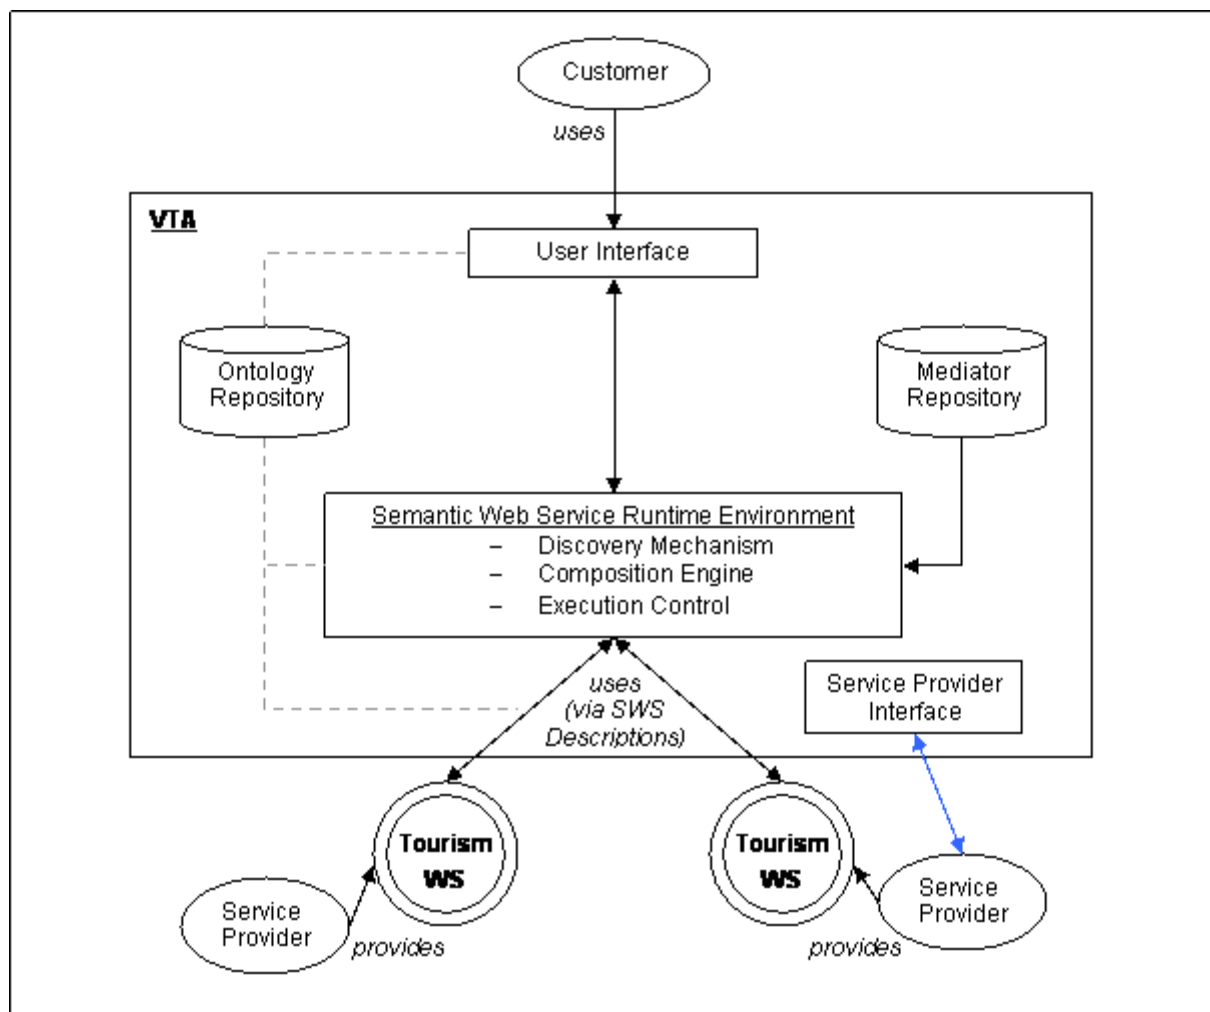 Customer
uses
VTA
User Interface
Ontology
Repository
Mediator
Repository
Semantic Web Service Runtime Environment
– Discovery Mechanism
– Composition Engine
– Execution Control
uses
(via SWS
Descriptions)
Service Provider
Interface
Tourism
WS
Tourism
WS
Service
Provider
provides
Service
Provider
provides